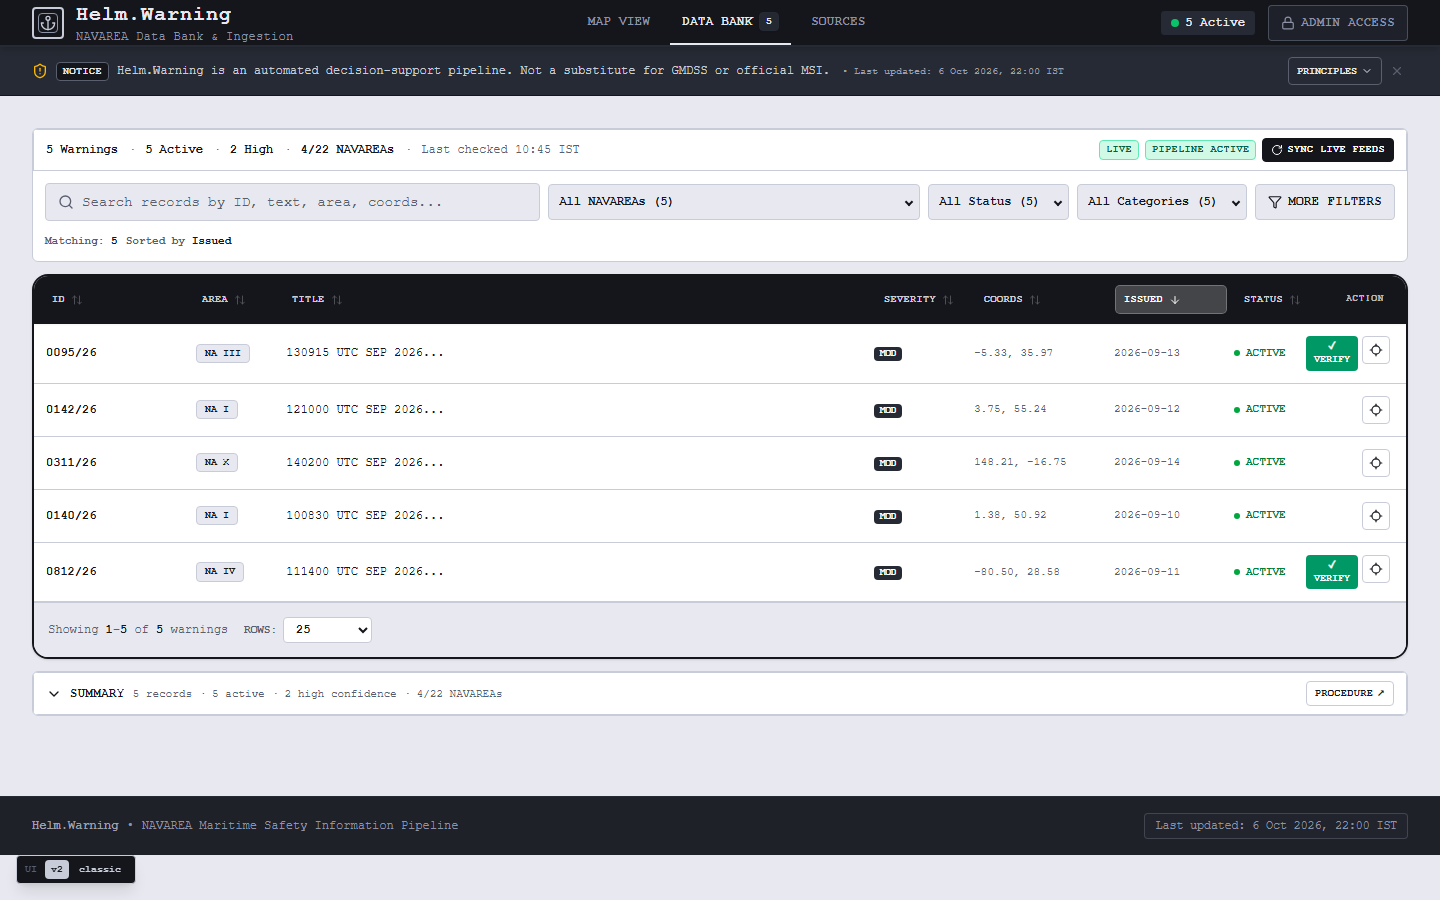 Helm.Warning
NAVAREA Data Bank & Ingestion
MAP VIEW DATA BANK 5 SOURCES
5 Active ADMIN ACCESS
NOTICE Helm.Warning is an automated decision-support pipeline. Not a substitute for GMDSS or official MSI. • Last updated: 6 Oct 2026, 22:00 IST PRINCIPLES ×
5 Warnings · 5 Active · 2 High · 4/22 NAVAREAs · Last checked 10:45 IST LIVE PIPELINE ACTIVE SYNC LIVE FEEDS
Search records by ID, text, area, coords... All NAVAREAs (5) All Status (5) All Categories (5) MORE FILTERS
Matching: 5 Sorted by Issued
ID ↑↓ AREA ↑↓ TITLE ↑↓ SEVERITY ↑↓ COORDS ↑↓ ISSUED ↓ STATUS ↑↓ ACTION
0095/26 NA III 130915 UTC SEP 2026... MOD -5.33, 35.97 2026-09-13 ACTIVE ✓ VERIFY
0142/26 NA I 121000 UTC SEP 2026... MOD 3.75, 55.24 2026-09-12 ACTIVE
0311/26 NA X 140200 UTC SEP 2026... MOD 148.21, -16.75 2026-09-14 ACTIVE
0140/26 NA I 100830 UTC SEP 2026... MOD 1.38, 50.92 2026-09-10 ACTIVE
0812/26 NA IV 111400 UTC SEP 2026... MOD -80.50, 28.58 2026-09-11 ACTIVE ✓ VERIFY
Showing 1–5 of 5 warnings ROWS: 25
SUMMARY 5 records · 5 active · 2 high confidence · 4/22 NAVAREAs PROCEDURE ↗
Helm.Warning • NAVAREA Maritime Safety Information Pipeline Last updated: 6 Oct 2026, 22:00 IST
UI v2 classic